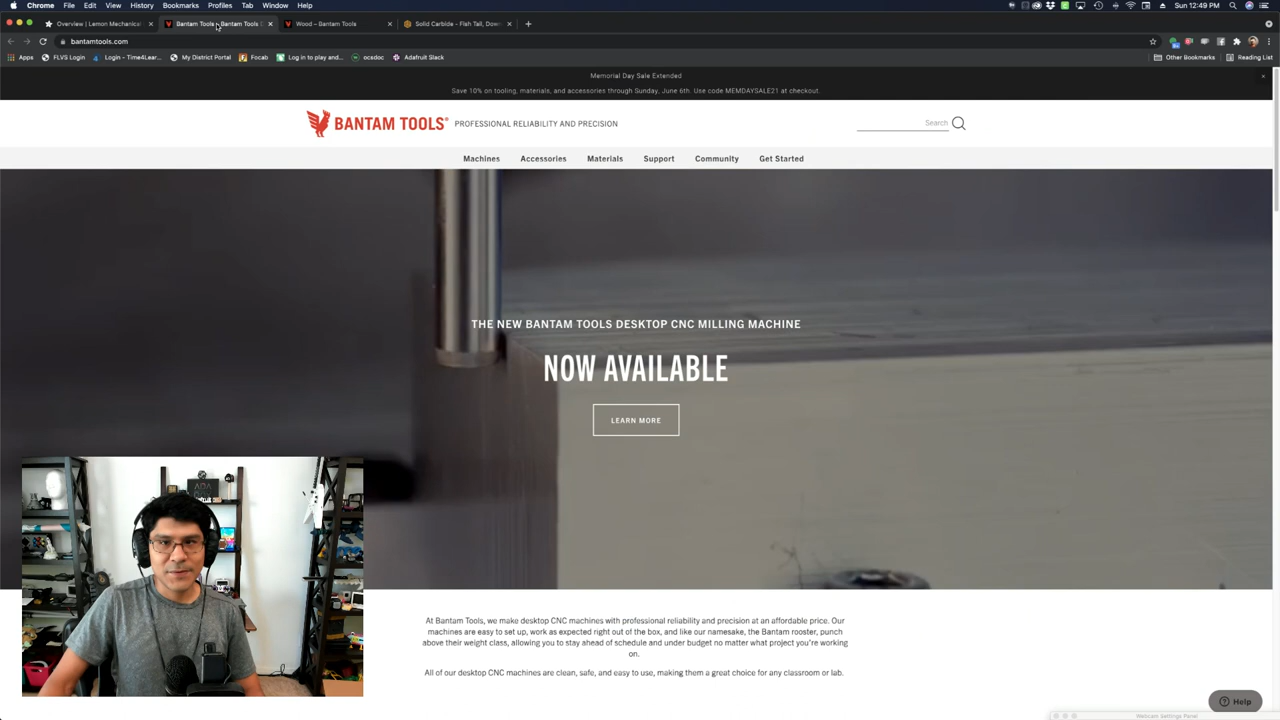 Chrome File Edit View History Bookmarks Profiles Tab Window Help
Sun 12:49 PM
Overview | Lemon Mechanica
Bantam Tools – Bantam Tools
Wood – Bantam Tools
Solid Carbide - Fish Tail, Down
bantamtools.com
Apps FLVS Login Login - Time4Lear... My District Portal Focab Log in to play and... ocsdoc Adafruit Slack Other Bookmarks Reading List
Memorial Day Sale Extended
Save 10% on tooling, materials, and accessories through Sunday, June 6th. Use code MEMDAYSALE21 at checkout.
BANTAM TOOLS® PROFESSIONAL RELIABILITY AND PRECISION
Search
Machines Accessories Materials Support Community Get Started
THE NEW BANTAM TOOLS DESKTOP CNC MILLING MACHINE
NOW AVAILABLE
LEARN MORE
At Bantam Tools, we make desktop CNC machines with professional reliability and precision at an affordable price. Our
machines are easy to set up, work as expected right out of the box, and like our namesake, the Bantam rooster, punch
above their weight class, allowing you to stay ahead of schedule and under budget no matter what project you're working
on.
All of our desktop CNC machines are clean, safe, and easy to use, making them a great choice for any classroom or lab.
Help
Webcam Settings Panel